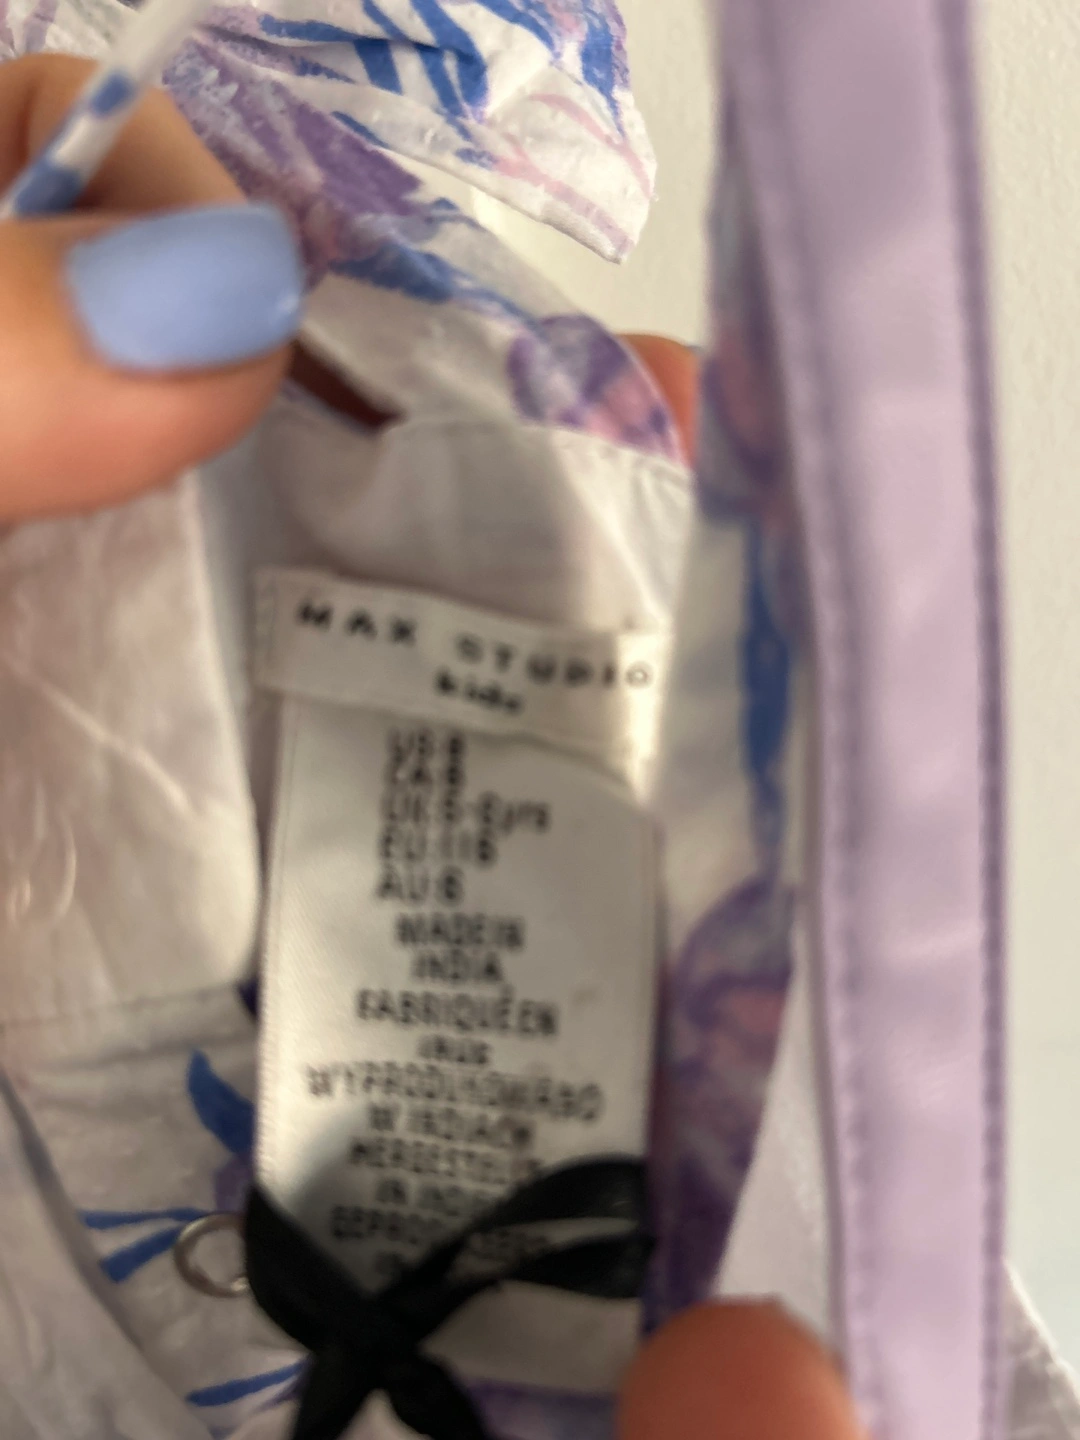 MAX STUDIO
kids
US 6
CA 6
UK 5-6yrs
EU 116
AU 6
MADE IN
INDIA,
FABRIQUÉ EN
INDE
WYPRODUKOWANO
W INDIACH
HERGESTELLT
IN